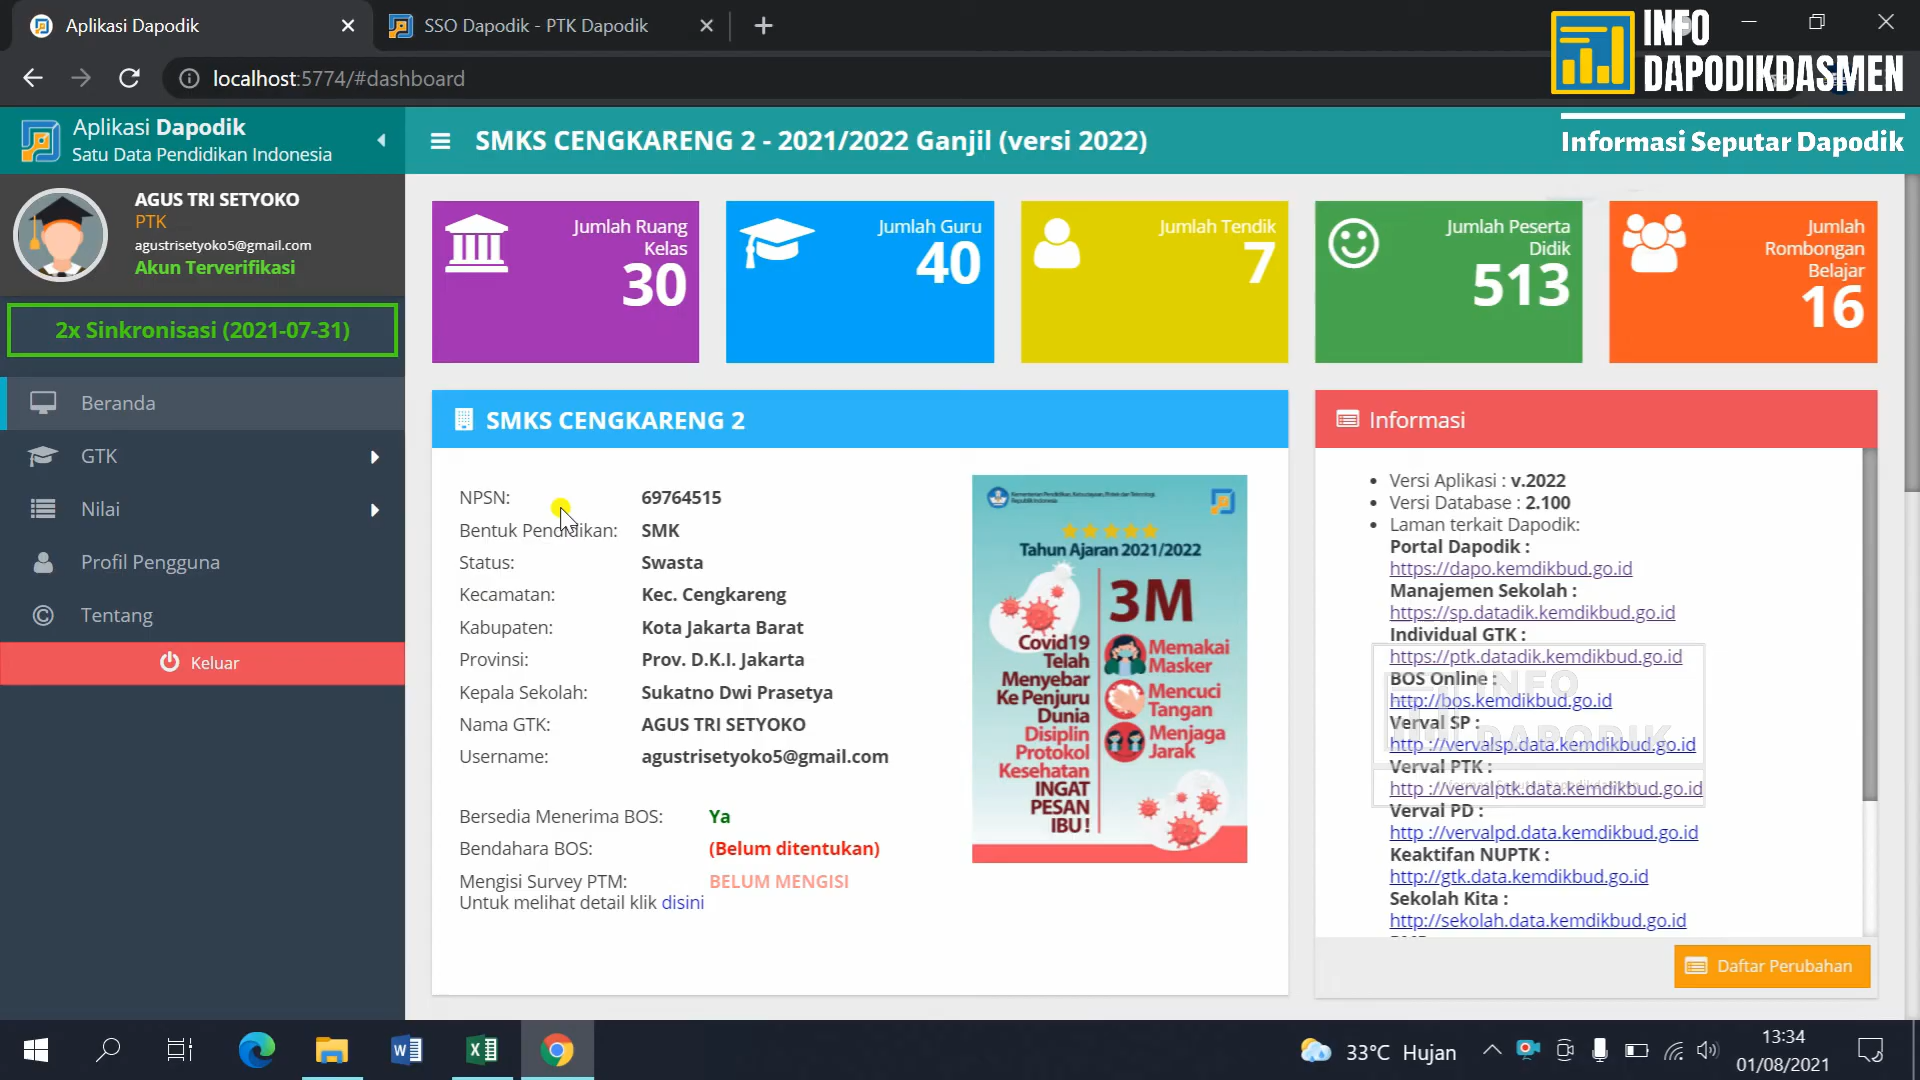 Aplikasi Dapodik
SSO Dapodik - PTK Dapodik
localhost:5774/#dashboard
INFO
DAPODIKDASMEN
Informasi Seputar Dapodik
Aplikasi Dapodik
Satu Data Pendidikan Indonesia
SMKS CENGKARENG 2 - 2021/2022 Ganjil (versi 2022)
AGUS TRI SETYOKO
PTK
agustrisetyoko5@gmail.com
Akun Terverifikasi
2x Sinkronisasi (2021-07-31)
Beranda
GTK
Nilai
Profil Pengguna
Tentang
Keluar
Jumlah Ruang
Kelas
30
Jumlah Guru
40
Jumlah Tendik
7
Jumlah Peserta
Didik
513
Jumlah
Rombongan
Belajar
16
SMKS CENGKARENG 2
NPSN: 69764515
Bentuk Pendidikan: SMK
Status: Swasta
Kecamatan: Kec. Cengkareng
Kabupaten: Kota Jakarta Barat
Provinsi: Prov. D.K.I. Jakarta
Kepala Sekolah: Sukatno Dwi Prasetya
Nama GTK: AGUS TRI SETYOKO
Username: agustrisetyoko5@gmail.com
Bersedia Menerima BOS: Ya
Bendahara BOS: (Belum ditentukan)
Mengisi Survey PTM: BELUM MENGISI
Untuk melihat detail klik disini
Kementerian Pendidikan, Kebudayaan,
Republik Indonesia
Tahun Ajaran 2021/2022
Covid19
Telah
Menyebar
Ke Penjuru
Dunia
Disiplin
Protokol
Kesehatan
INGAT
PESAN
IBU!
3M
Memakai
Masker
Mencuci
Tangan
Menjaga
Jarak
Informasi
Versi Aplikasi : v.2022
Versi Database : 2.100
Laman terkait Dapodik:
Portal Dapodik :
https://dapo.kemdikbud.go.id
Manajemen Sekolah :
https://sp.datadik.kemdikbud.go.id
Individual GTK :
https://ptk.datadik.kemdikbud.go.id
BOS Online :
http://bos.kemdikbud.go.id
Verval SP :
http://vervalsp.data.kemdikbud.go.id
Verval PTK :
http://vervalptk.data.kemdikbud.go.id
Verval PD :
http://vervalpd.data.kemdikbud.go.id
Keaktifan NUPTK :
http://gtk.data.kemdikbud.go.id
Sekolah Kita :
http://sekolah.data.kemdikbud.go.id
INFO
DAPODIK
Daftar Perubahan
33°C Hujan
13:34
01/08/2021